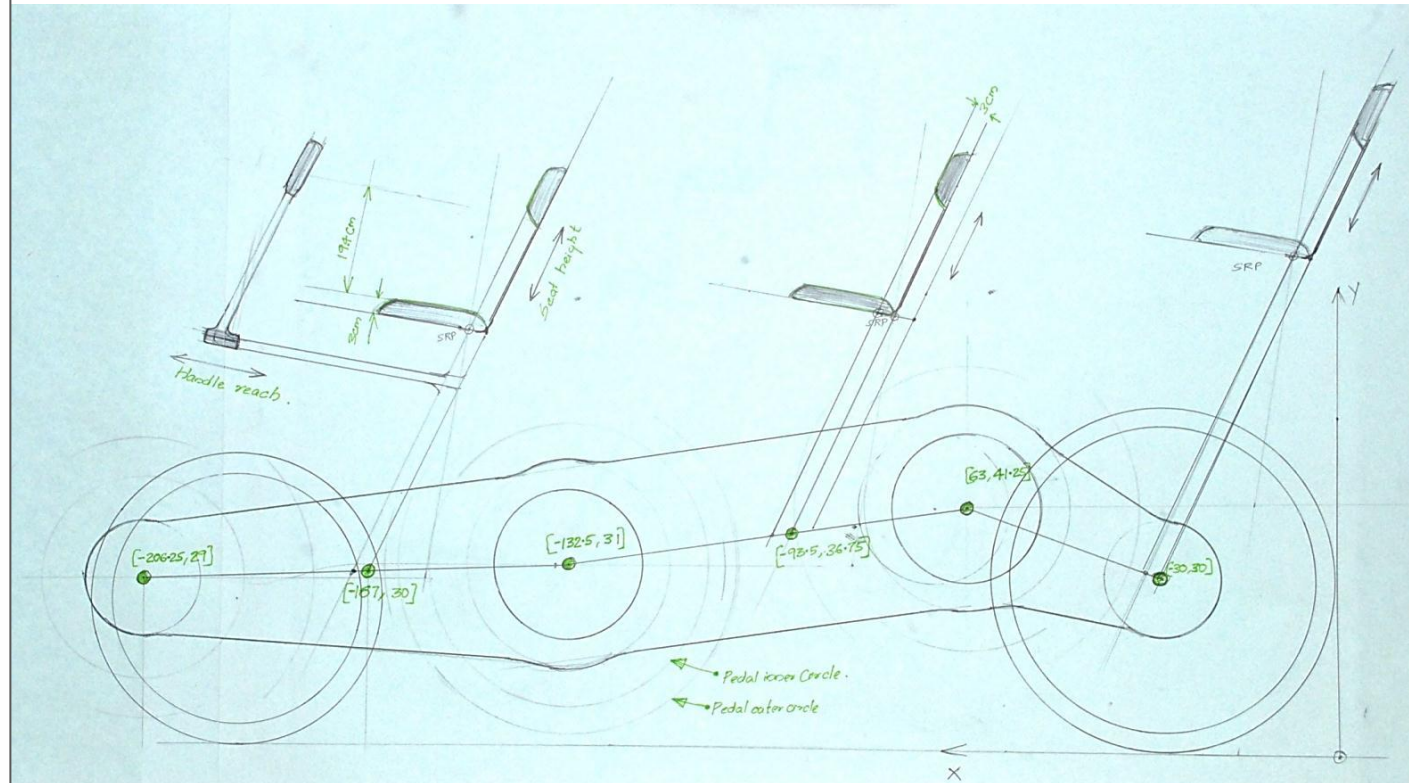 3cm
19.4cm
Seat height
3cm
SRP
SRP
SRP
Y
Handle reach.
[63, 41.25]
[-206.25, 29]
[-132.5, 31]
[-93.5, 36.75]
[-30, 30]
[-167, 30]
Pedal inner Circle.
Pedal outer circle
X